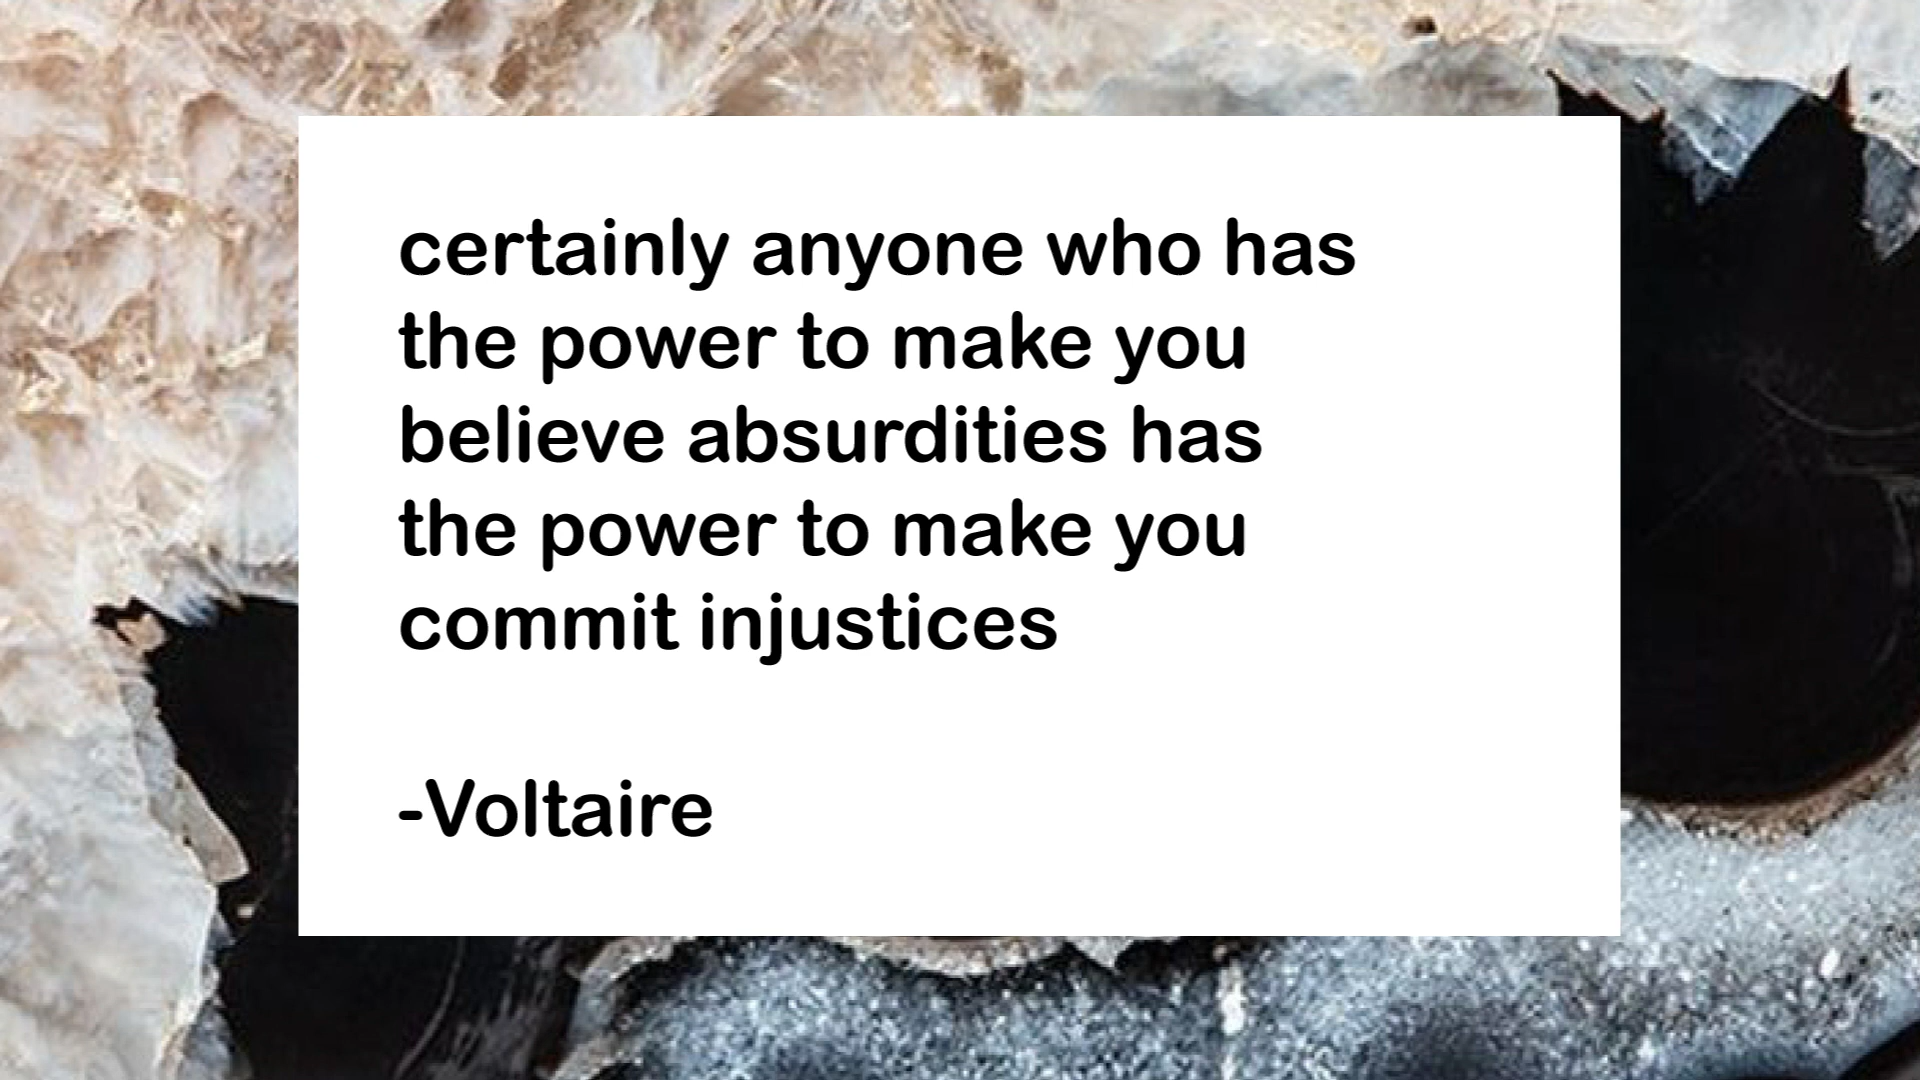 certainly anyone who has
the power to make you
believe absurdities has
the power to make you
commit injustices
-Voltaire